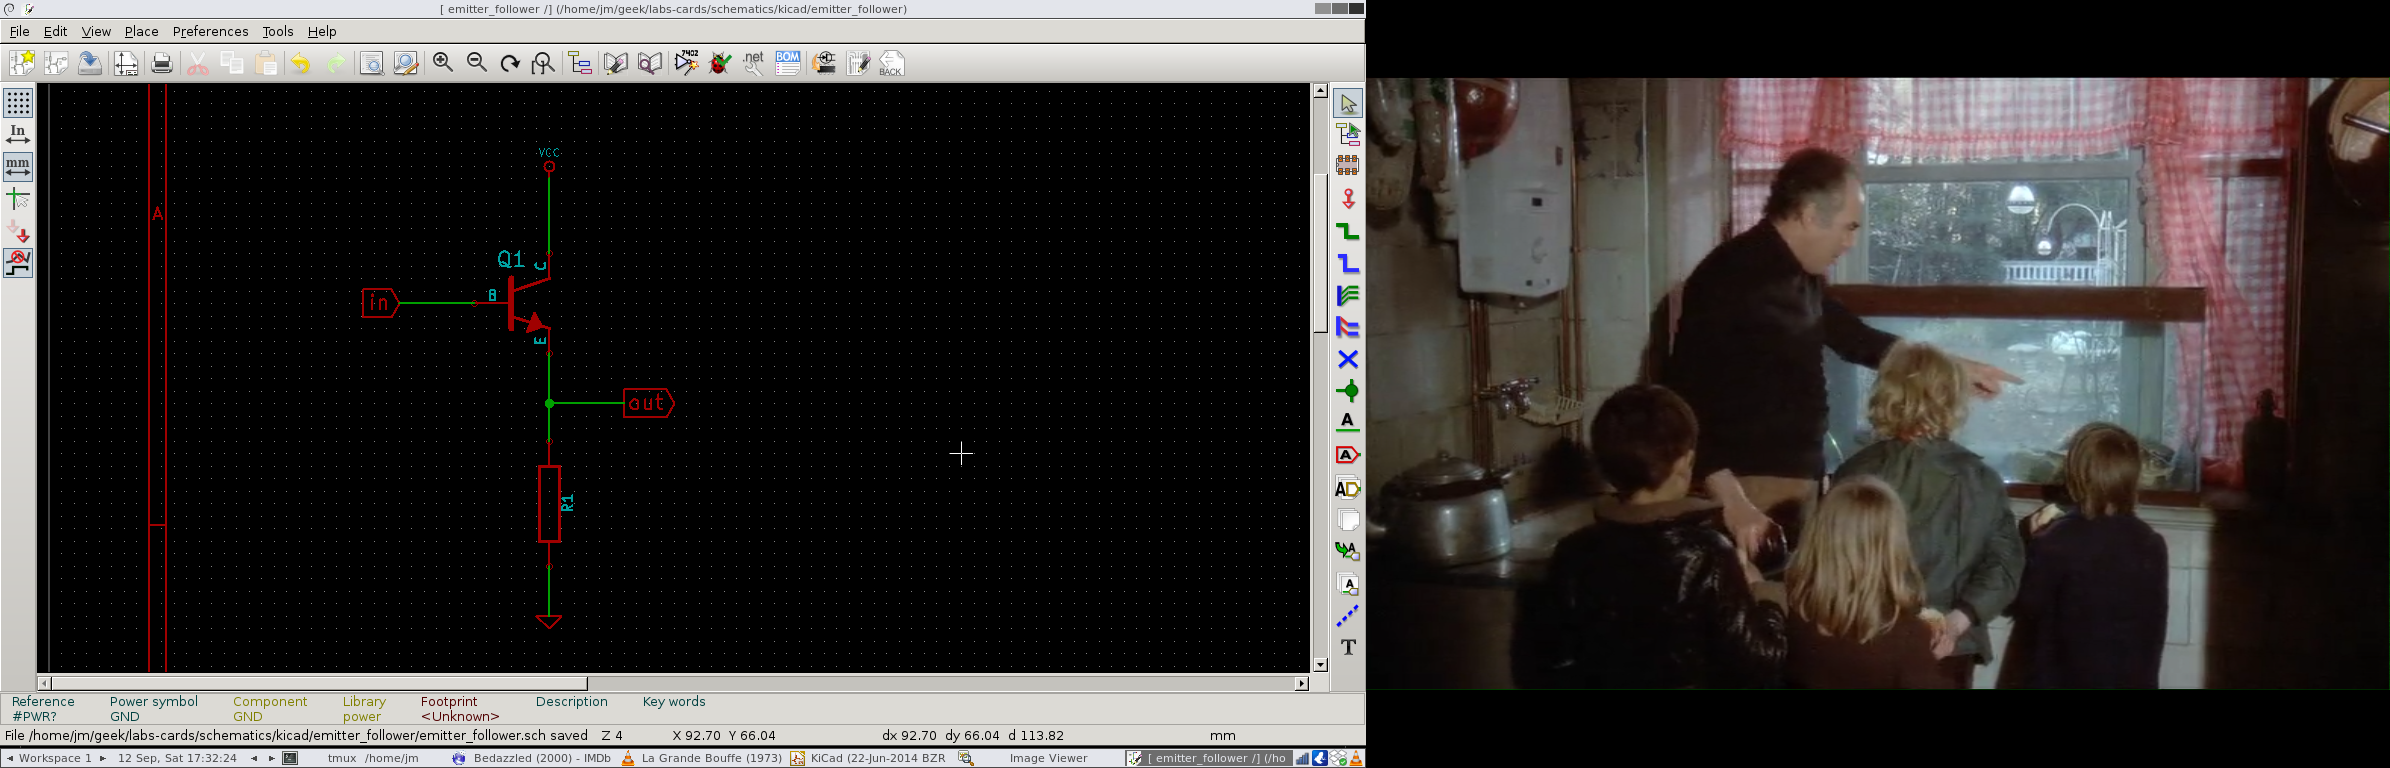 [ emitter_follower /] (/home/jm/geek/labs-cards/schematics/kicad/emitter_follower)
File Edit View Place Preferences Tools Help
7402
.net
BOM
BACK
In
mm
A
VCC
Q1
C
in
B
E
out
R1
A
A
A
A
A
T
Reference Power symbol Component Library Footprint Description Key words
#PWR? GND GND power <Unknown>
File /home/jm/geek/labs-cards/schematics/kicad/emitter_follower/emitter_follower.sch saved Z 4 X 92.70 Y 66.04 dx 92.70 dy 66.04 d 113.82 mm
Workspace 1 12 Sep, Sat 17:32:24 tmux /home/jm Bedazzled (2000) - IMDb La Grande Bouffe (1973) KiCad (22-Jun-2014 BZR Image Viewer [ emitter_follower /] (/ho